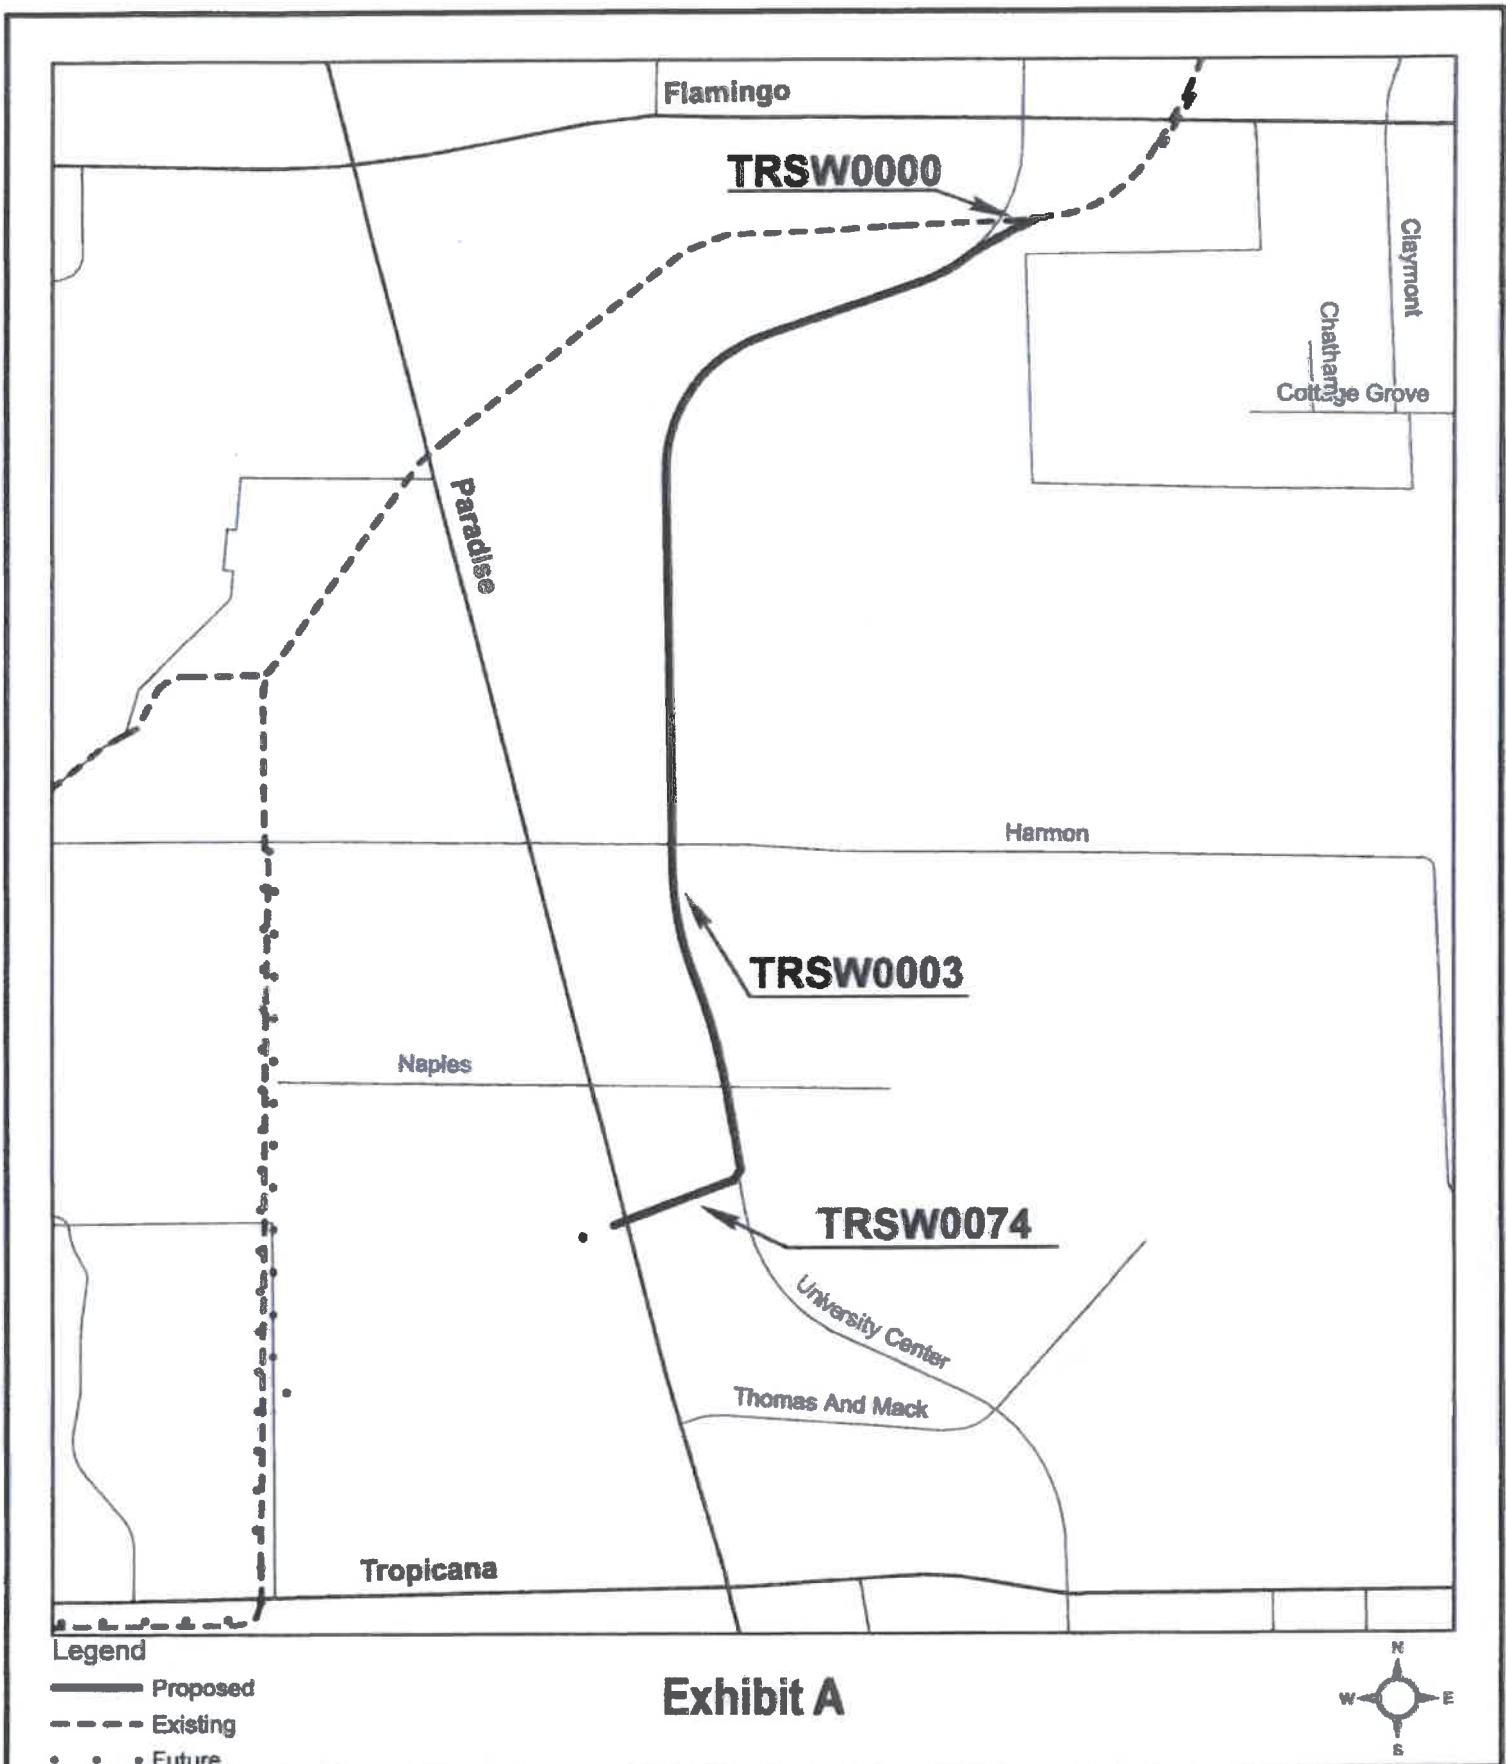 Flamingo
TRSW0000
Claymont
Chatham
Cottage Grove
Paradise
Harmon
TRSW0003
Naples
TRSW0074
University Center
Thomas And Mack
Tropicana
Legend
Proposed
Existing
Future
Exhibit A
N
W E
S